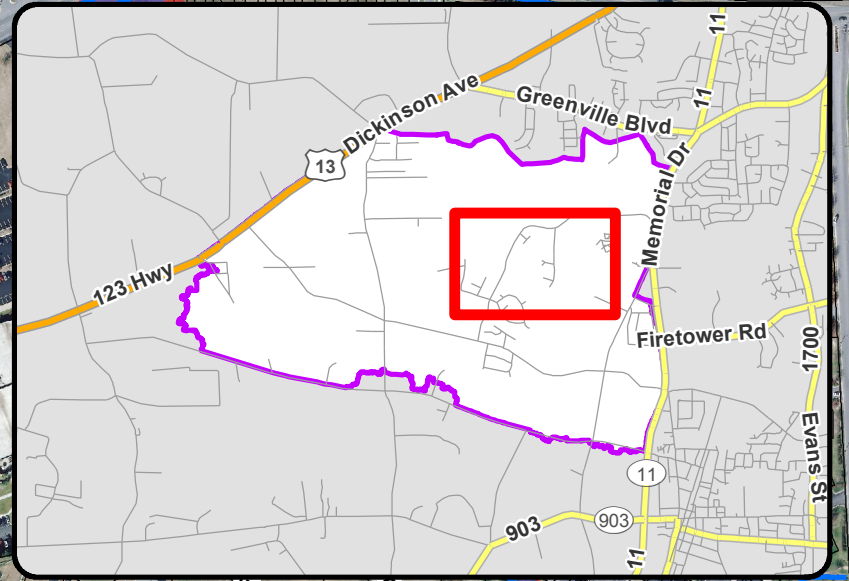 11
11
Greenville Blvd
Dickinson Ave
13
Memorial Dr
123 Hwy
Firetower Rd
1700
Evans St
11
903
903
11